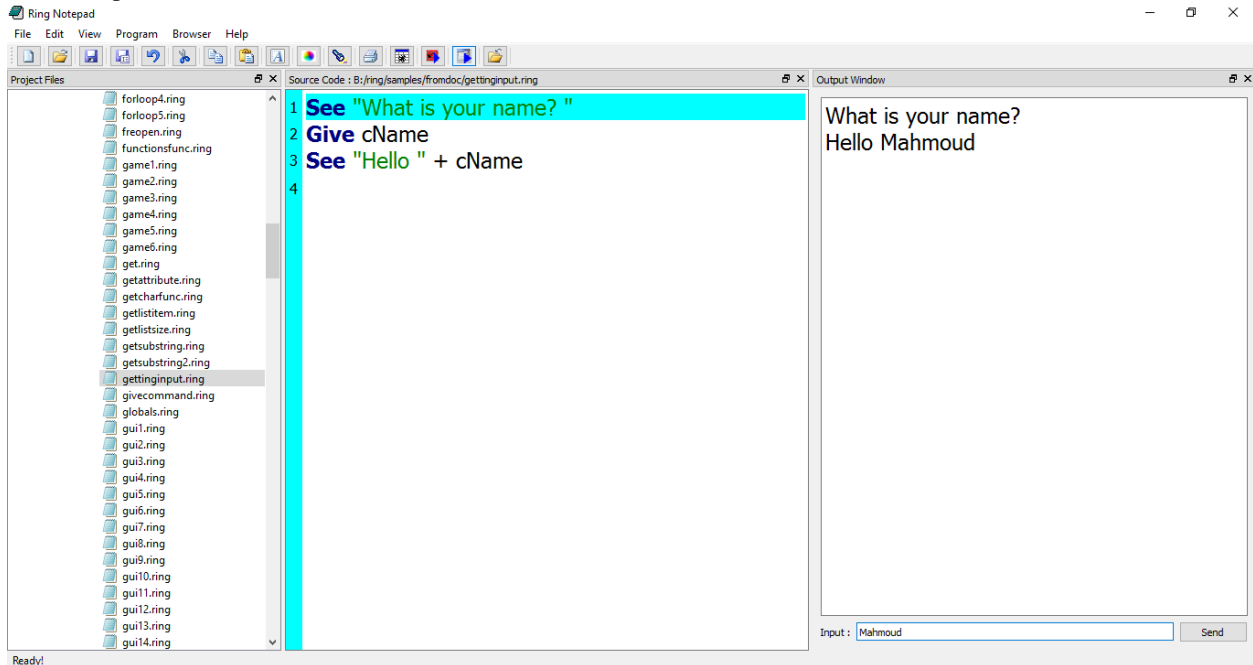 Ring Notepad
File Edit View Program Browser Help
Project Files
forloop4.ring
forloop5.ring
freopen.ring
functionsfunc.ring
game1.ring
game2.ring
game3.ring
game4.ring
game5.ring
game6.ring
get.ring
getattribute.ring
getcharfunc.ring
getlistitem.ring
getlistsize.ring
getsubstring.ring
getsubstring2.ring
gettinginput.ring
givecommand.ring
globals.ring
gui1.ring
gui2.ring
gui3.ring
gui4.ring
gui5.ring
gui6.ring
gui7.ring
gui8.ring
gui9.ring
gui10.ring
gui11.ring
gui12.ring
gui13.ring
gui14.ring
Source Code : B:/ring/samples/fromdoc/gettinginput.ring
1 See "What is your name? "
2 Give cName
3 See "Hello " + cName
4
Output Window
What is your name?
Hello Mahmoud
Input : Mahmoud Send
Ready!